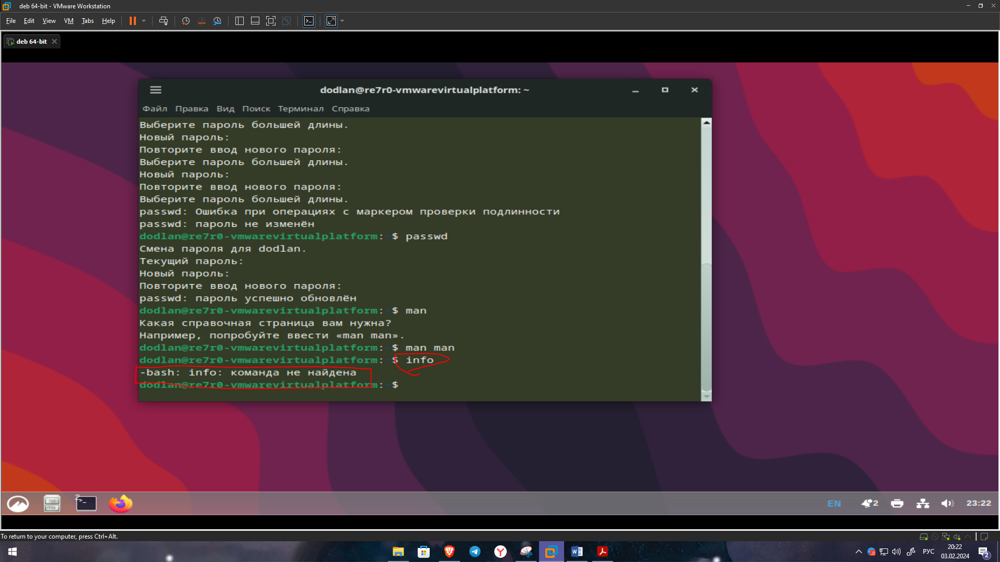 deb 64-bit - VMware Workstation
File Edit View VM Tabs Help
deb 64-bit
dodlan@re7r0-vmwarevirtualplatform: ~
Файл Правка Вид Поиск Терминал Справка
Выберите пароль большей длины.
Новый пароль:
Повторите ввод нового пароля:
Выберите пароль большей длины.
Новый пароль:
Повторите ввод нового пароля:
Выберите пароль большей длины.
passwd: Ошибка при операциях с маркером проверки подлинности
passwd: пароль не изменён
dodlan@re7r0-vmwarevirtualplatform:~$ passwd
Смена пароля для dodlan.
Текущий пароль:
Новый пароль:
Повторите ввод нового пароля:
passwd: пароль успешно обновлён
dodlan@re7r0-vmwarevirtualplatform:~$ man
Какая справочная страница вам нужна?
Например, попробуйте ввести «man man».
dodlan@re7r0-vmwarevirtualplatform:~$ man man
dodlan@re7r0-vmwarevirtualplatform:~$ info
-bash: info: команда не найдена
dodlan@re7r0-vmwarevirtualplatform:~$
2
EN 2 23:22
To return to your computer, press Ctrl+Alt.
РУС 20:22
03.02.2024
2